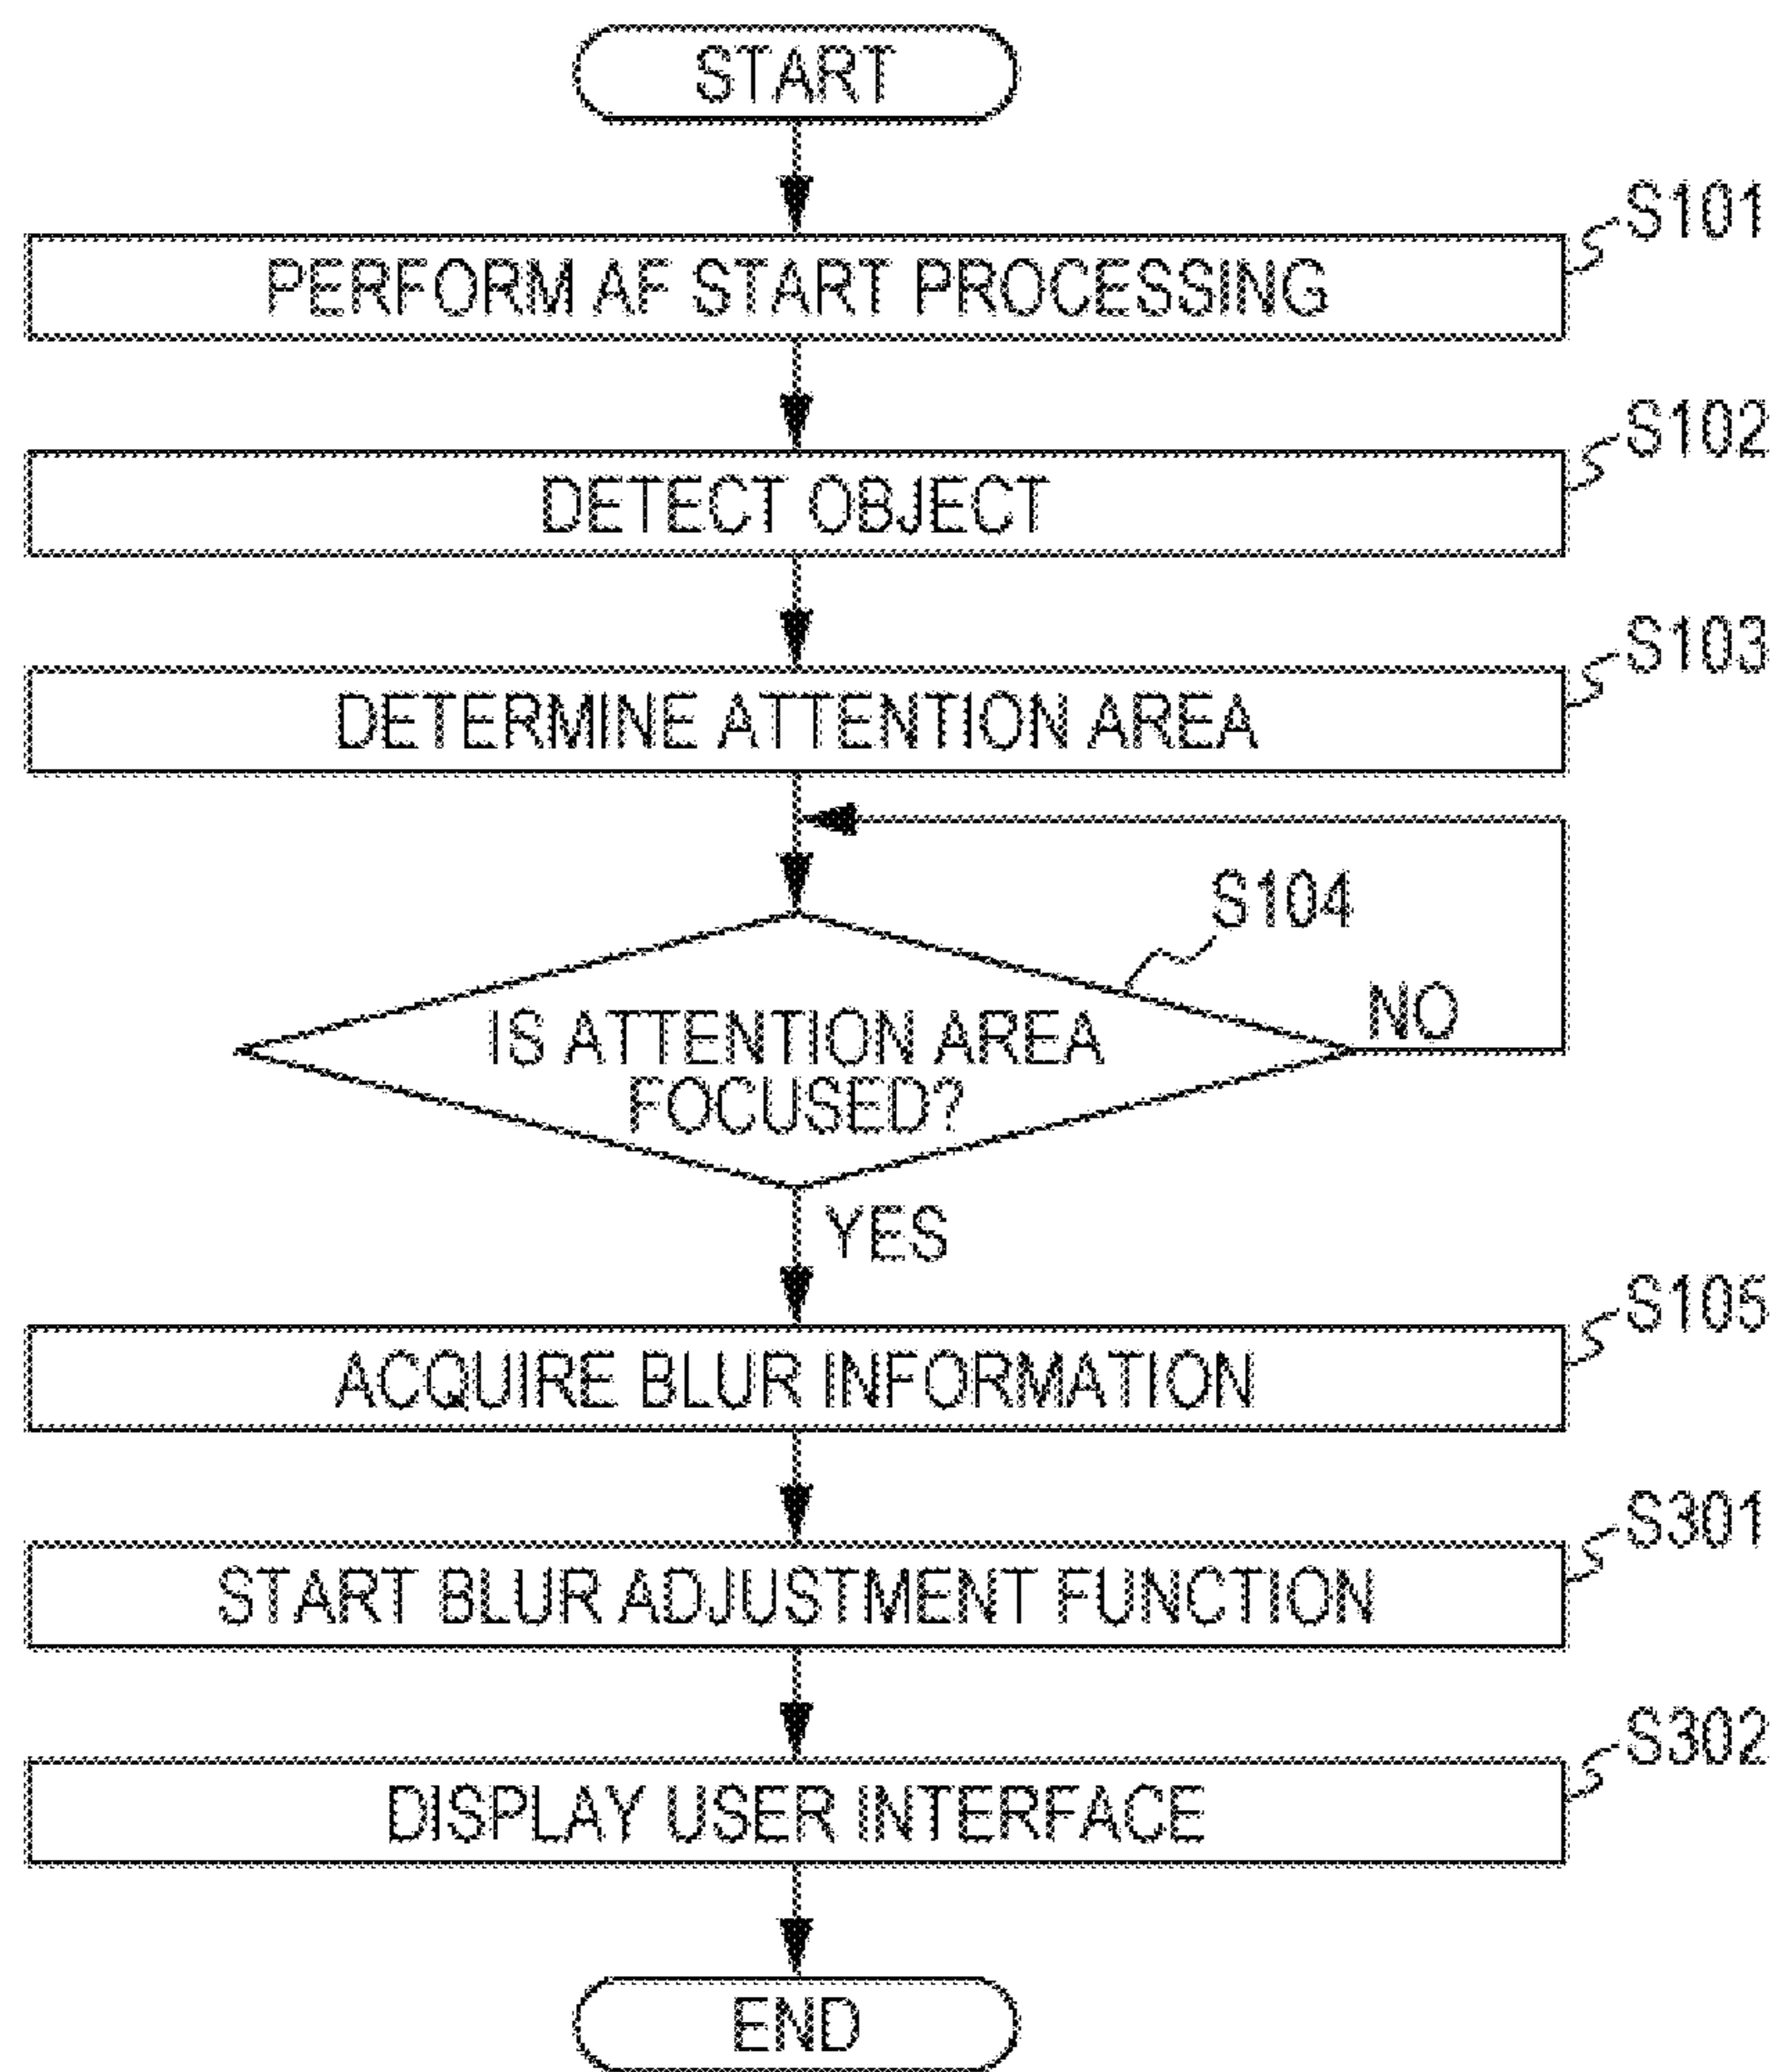 START
S101
PERFORM AF START PROCESSING
S102
DETECT OBJECT
S103
DETERMINE ATTENTION AREA
S104
IS ATTENTION AREA
FOCUSED?
NO
YES
S105
ACQUIRE BLUR INFORMATION
S301
START BLUR ADJUSTMENT FUNCTION
S302
DISPLAY USER INTERFACE
END